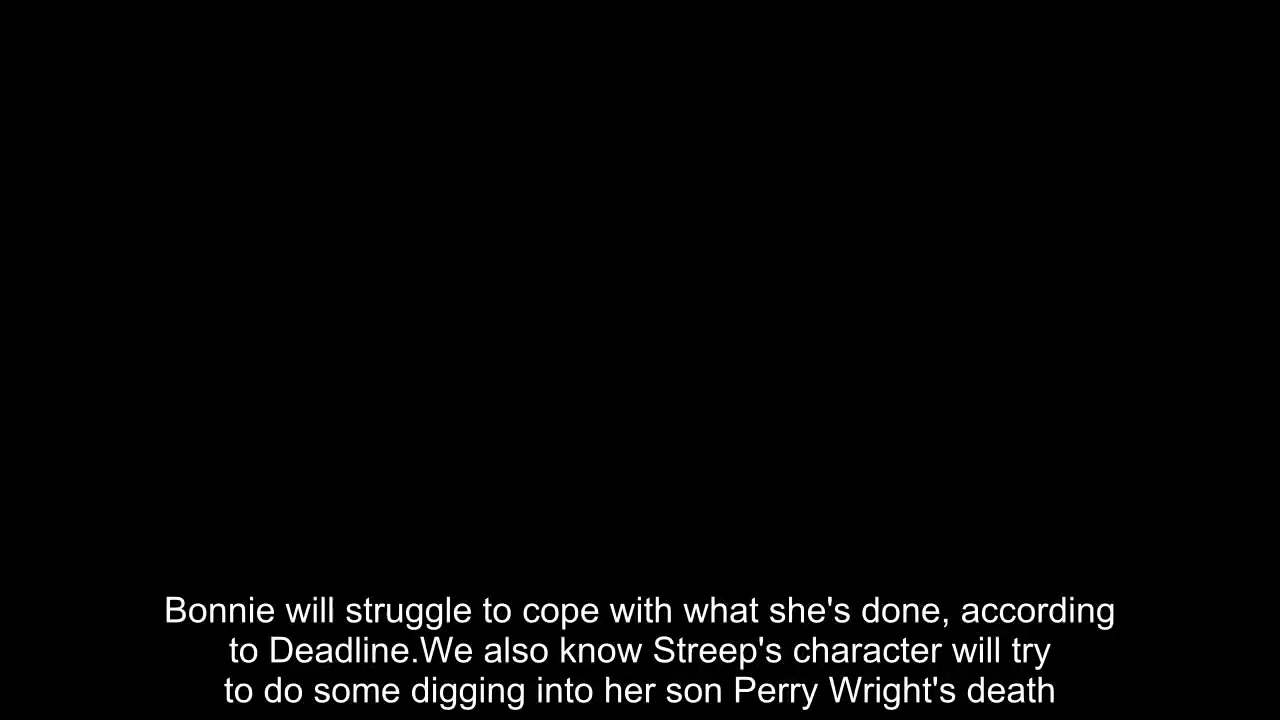 Bonnie will struggle to cope with what she's done, according
to Deadline.We also know Streep's character will try
to do some digging into her son Perry Wright's death